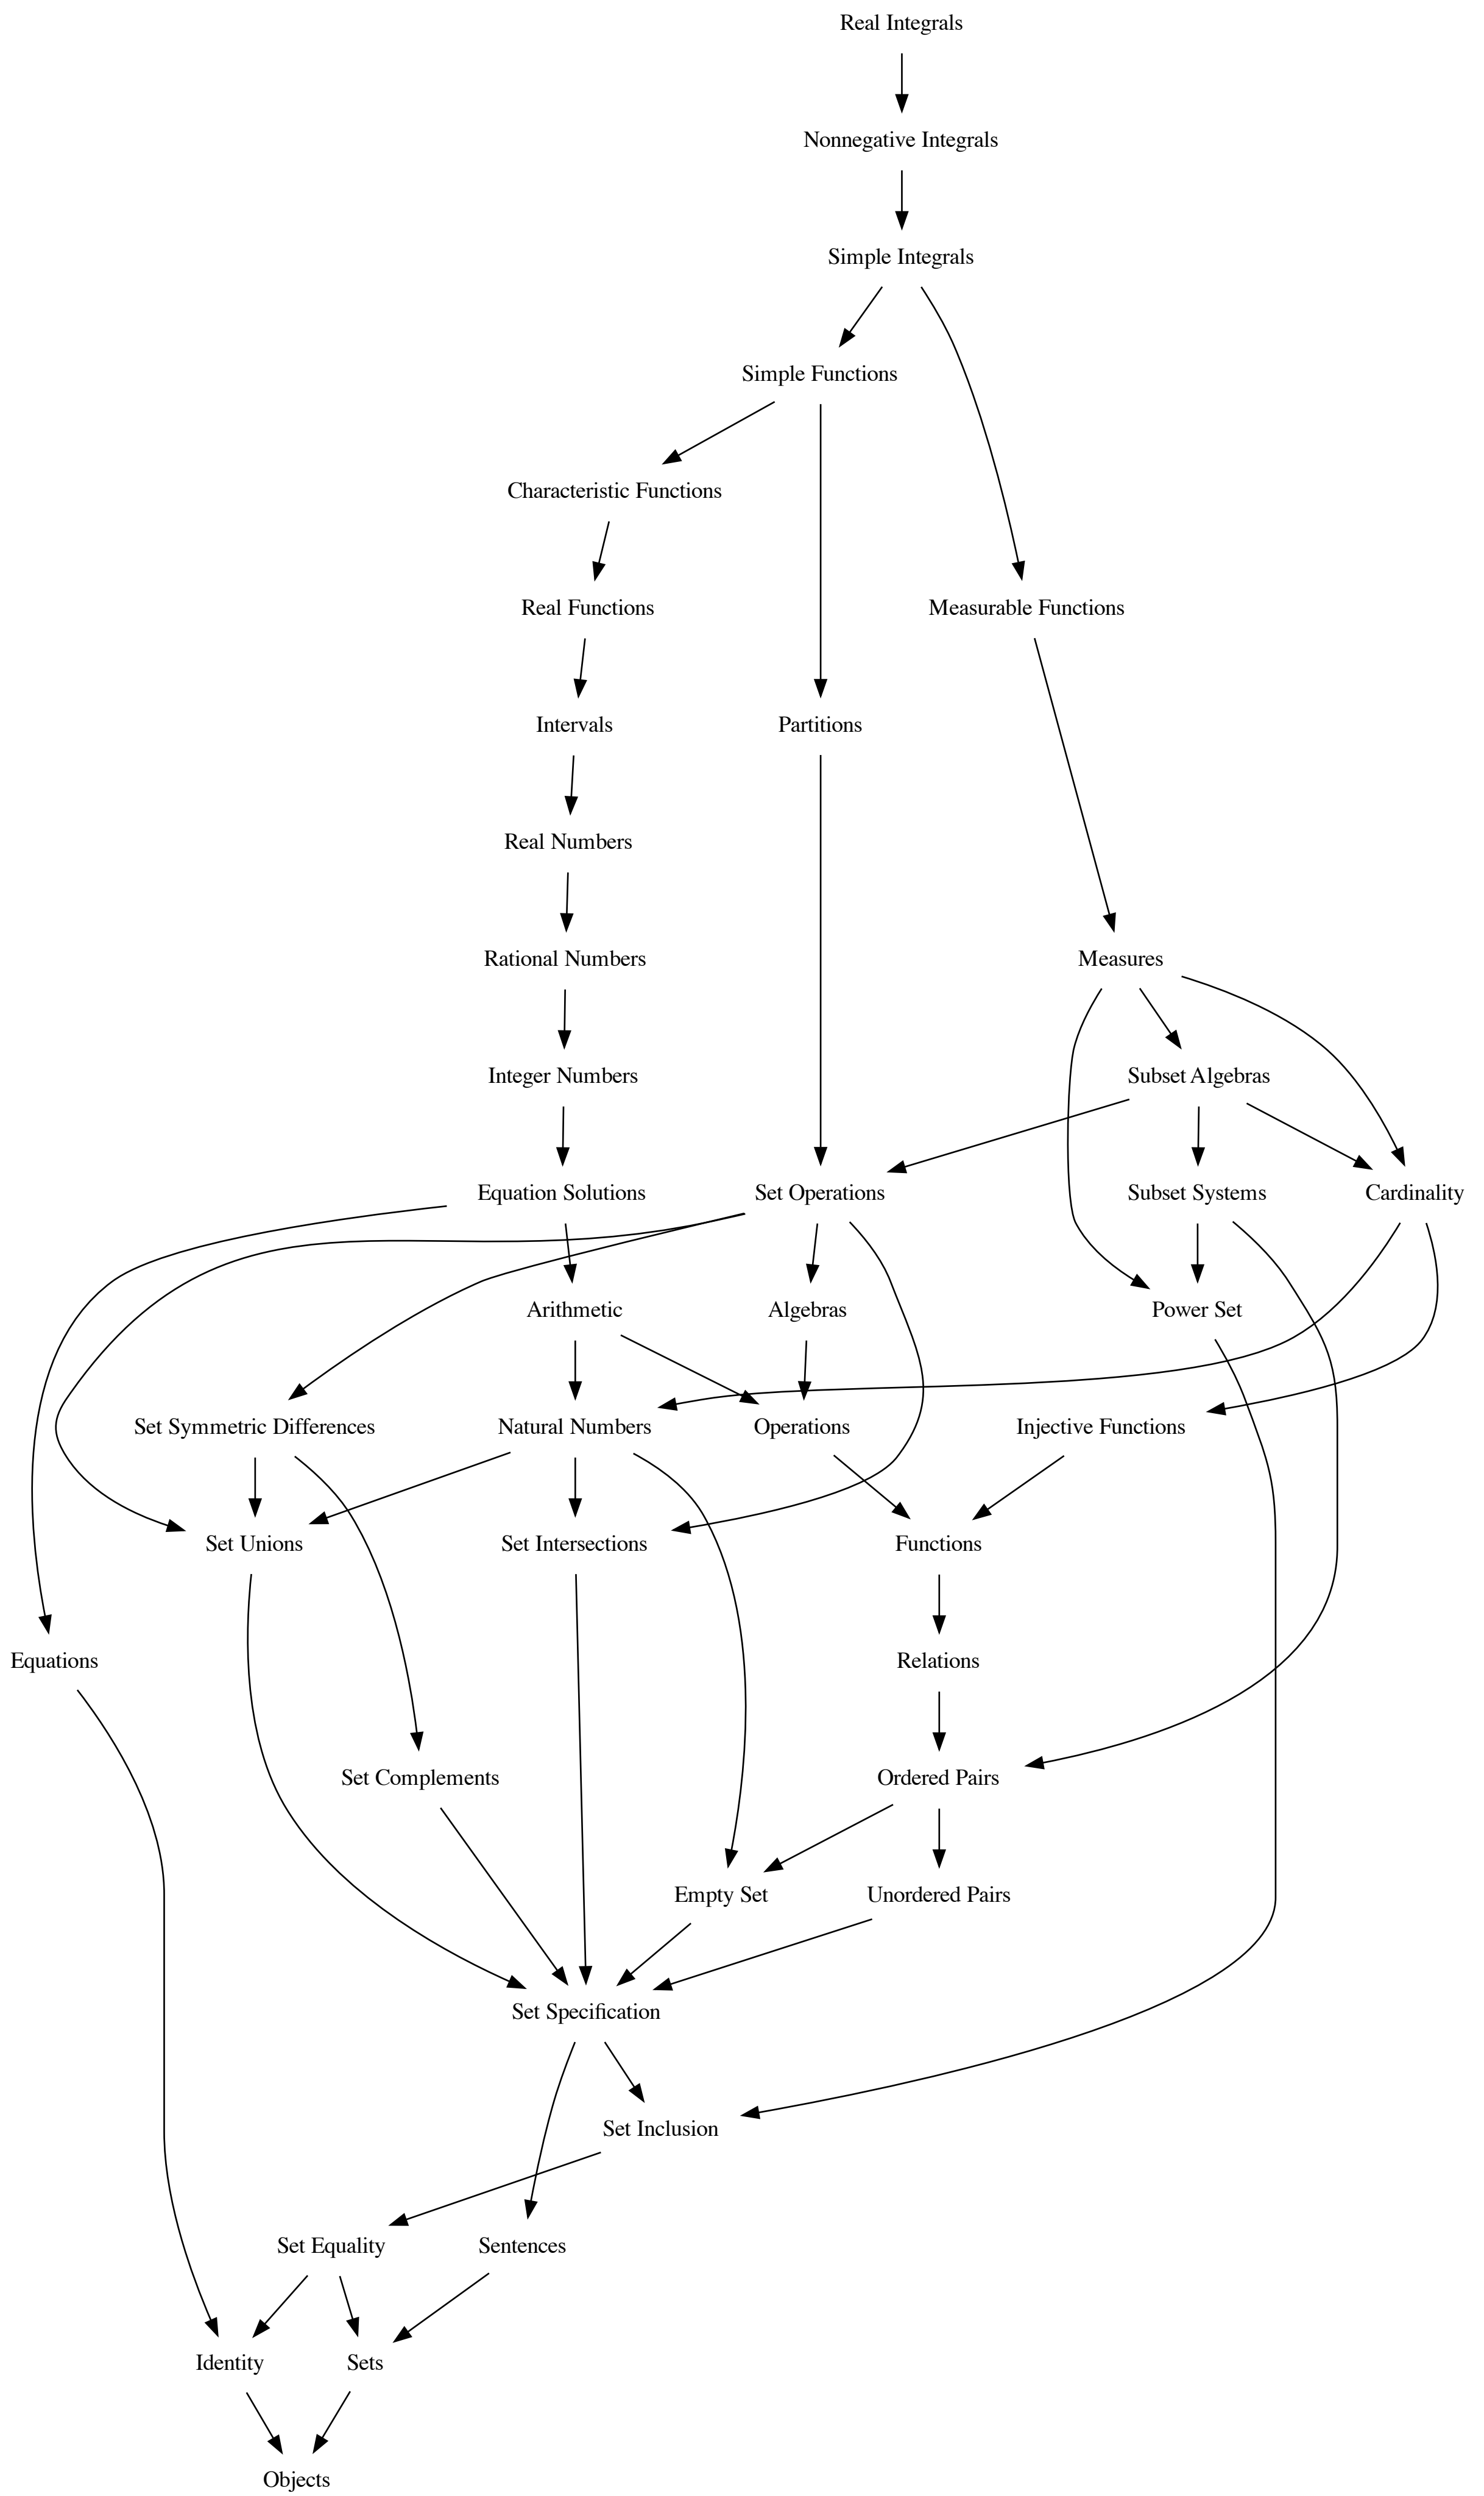 Real Integrals
Nonnegative Integrals
Simple Integrals
Simple Functions
Characteristic Functions
Real Functions
Measurable Functions
Intervals
Partitions
Real Numbers
Rational Numbers
Measures
Integer Numbers
Subset Algebras
Equation Solutions
Set Operations
Subset Systems
Cardinality
Arithmetic
Algebras
Power Set
Set Symmetric Differences
Natural Numbers
Operations
Injective Functions
Set Unions
Set Intersections
Functions
Equations
Relations
Set Complements
Ordered Pairs
Empty Set
Unordered Pairs
Set Specification
Set Inclusion
Set Equality
Sentences
Identity
Sets
Objects